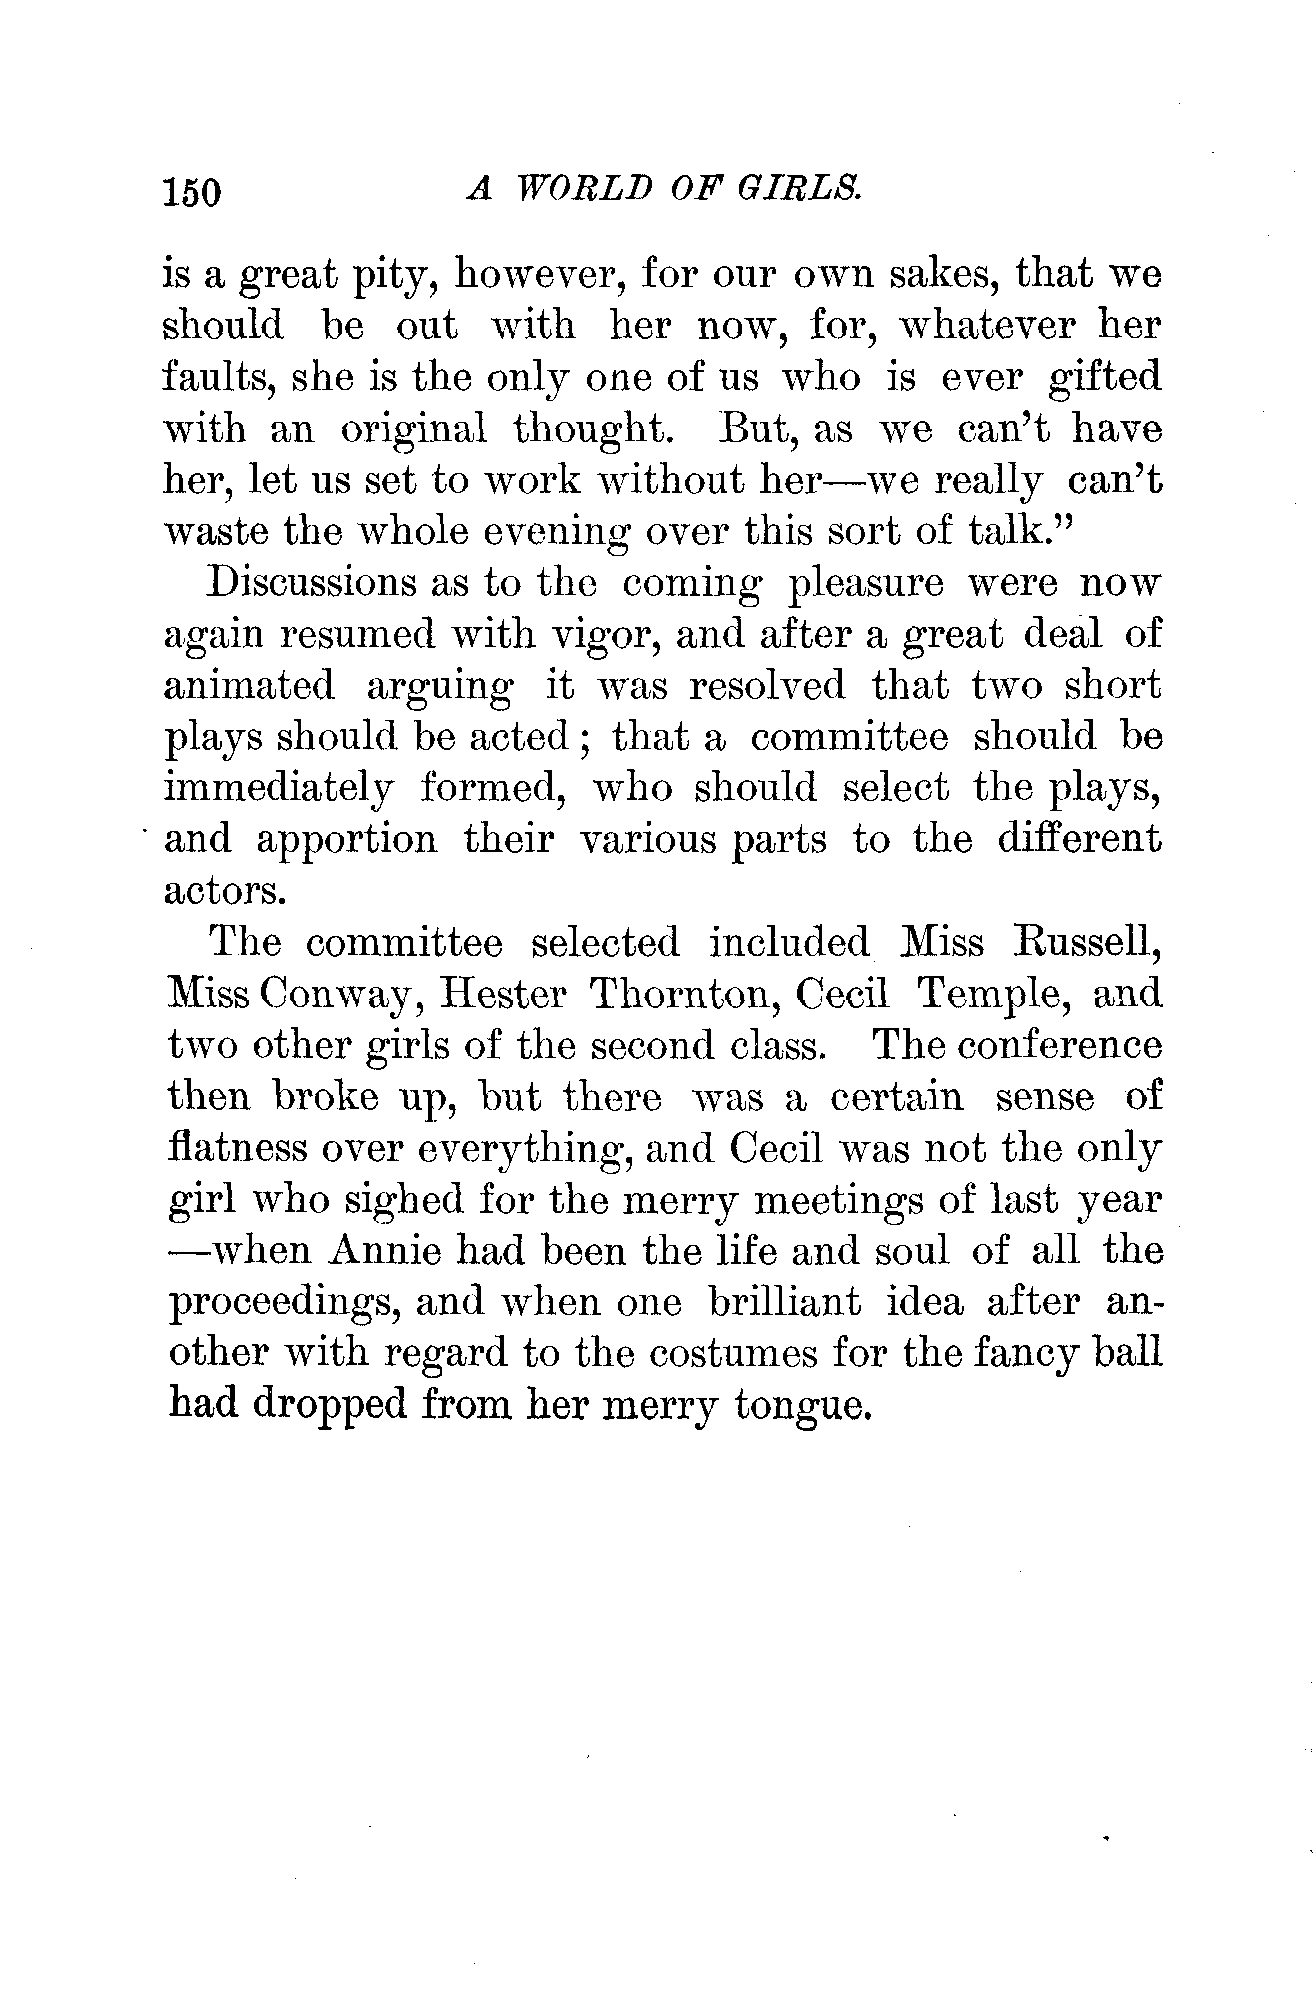 150 A WORLD OF GIRLS.
is a great pity, however, for our own sakes, that we
should be out with her now, for, whatever her
faults, she is the only one of us who is ever gifted
with an original thought. But, as we can't have
her, let us set to work without her—we really can't
waste the whole evening over this sort of talk."
Discussions as to the coming pleasure were now
again resumed with vigor, and after a great deal of
animated arguing it was resolved that two short
plays should be acted; that a committee should be
immediately formed, who should select the plays,
and apportion their various parts to the different
actors.
The committee selected included Miss Russell,
Miss Conway, Hester Thornton, Cecil Temple, and
two other girls of the second class. The conference
then broke up, but there was a certain sense of
flatness over everything, and Cecil was not the only
girl who sighed for the merry meetings of last year
—when Annie had been the life and soul of all the
proceedings, and when one brilliant idea after an-
other with regard to the costumes for the fancy ball
had dropped from her merry tongue.